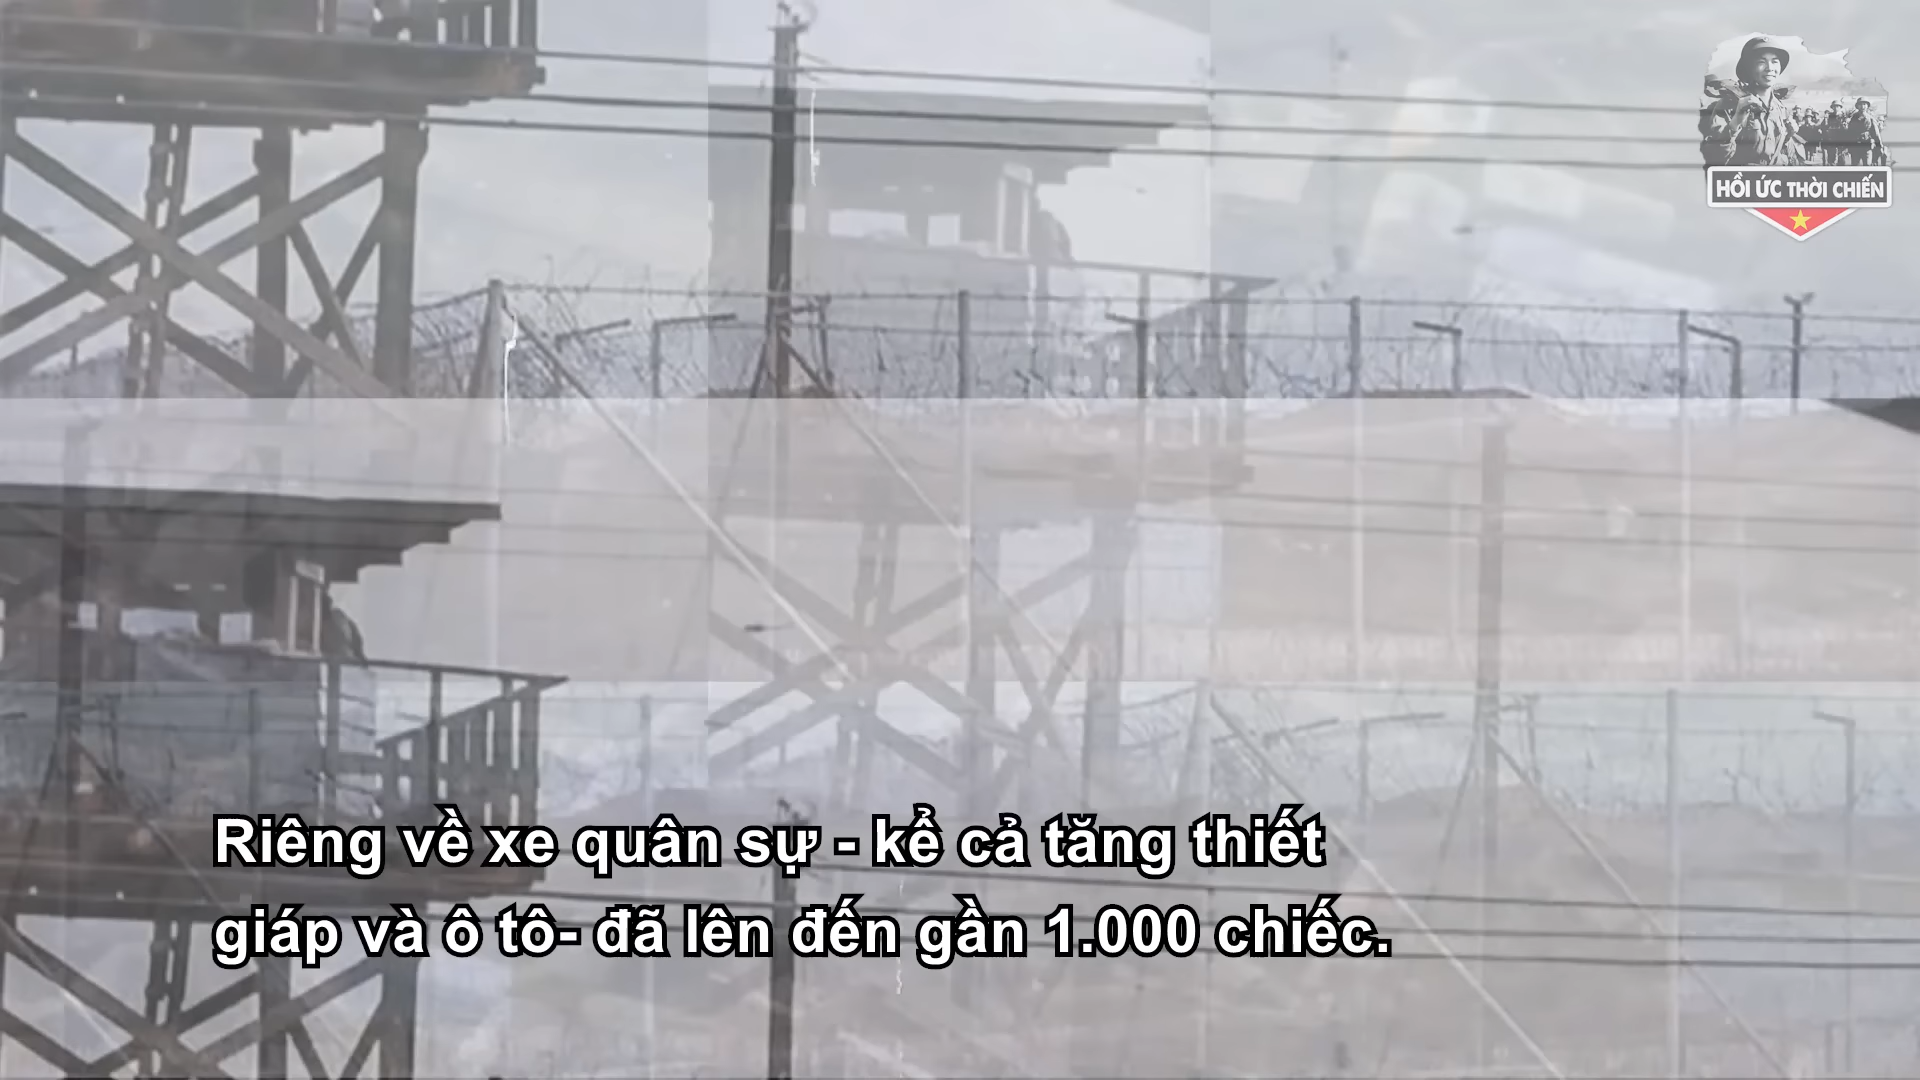 HỒI ỨC THỜI CHIẾN
Riêng về xe quân sự - kể cả tăng thiết
giáp và ô tô- đã lên đến gần 1.000 chiếc.